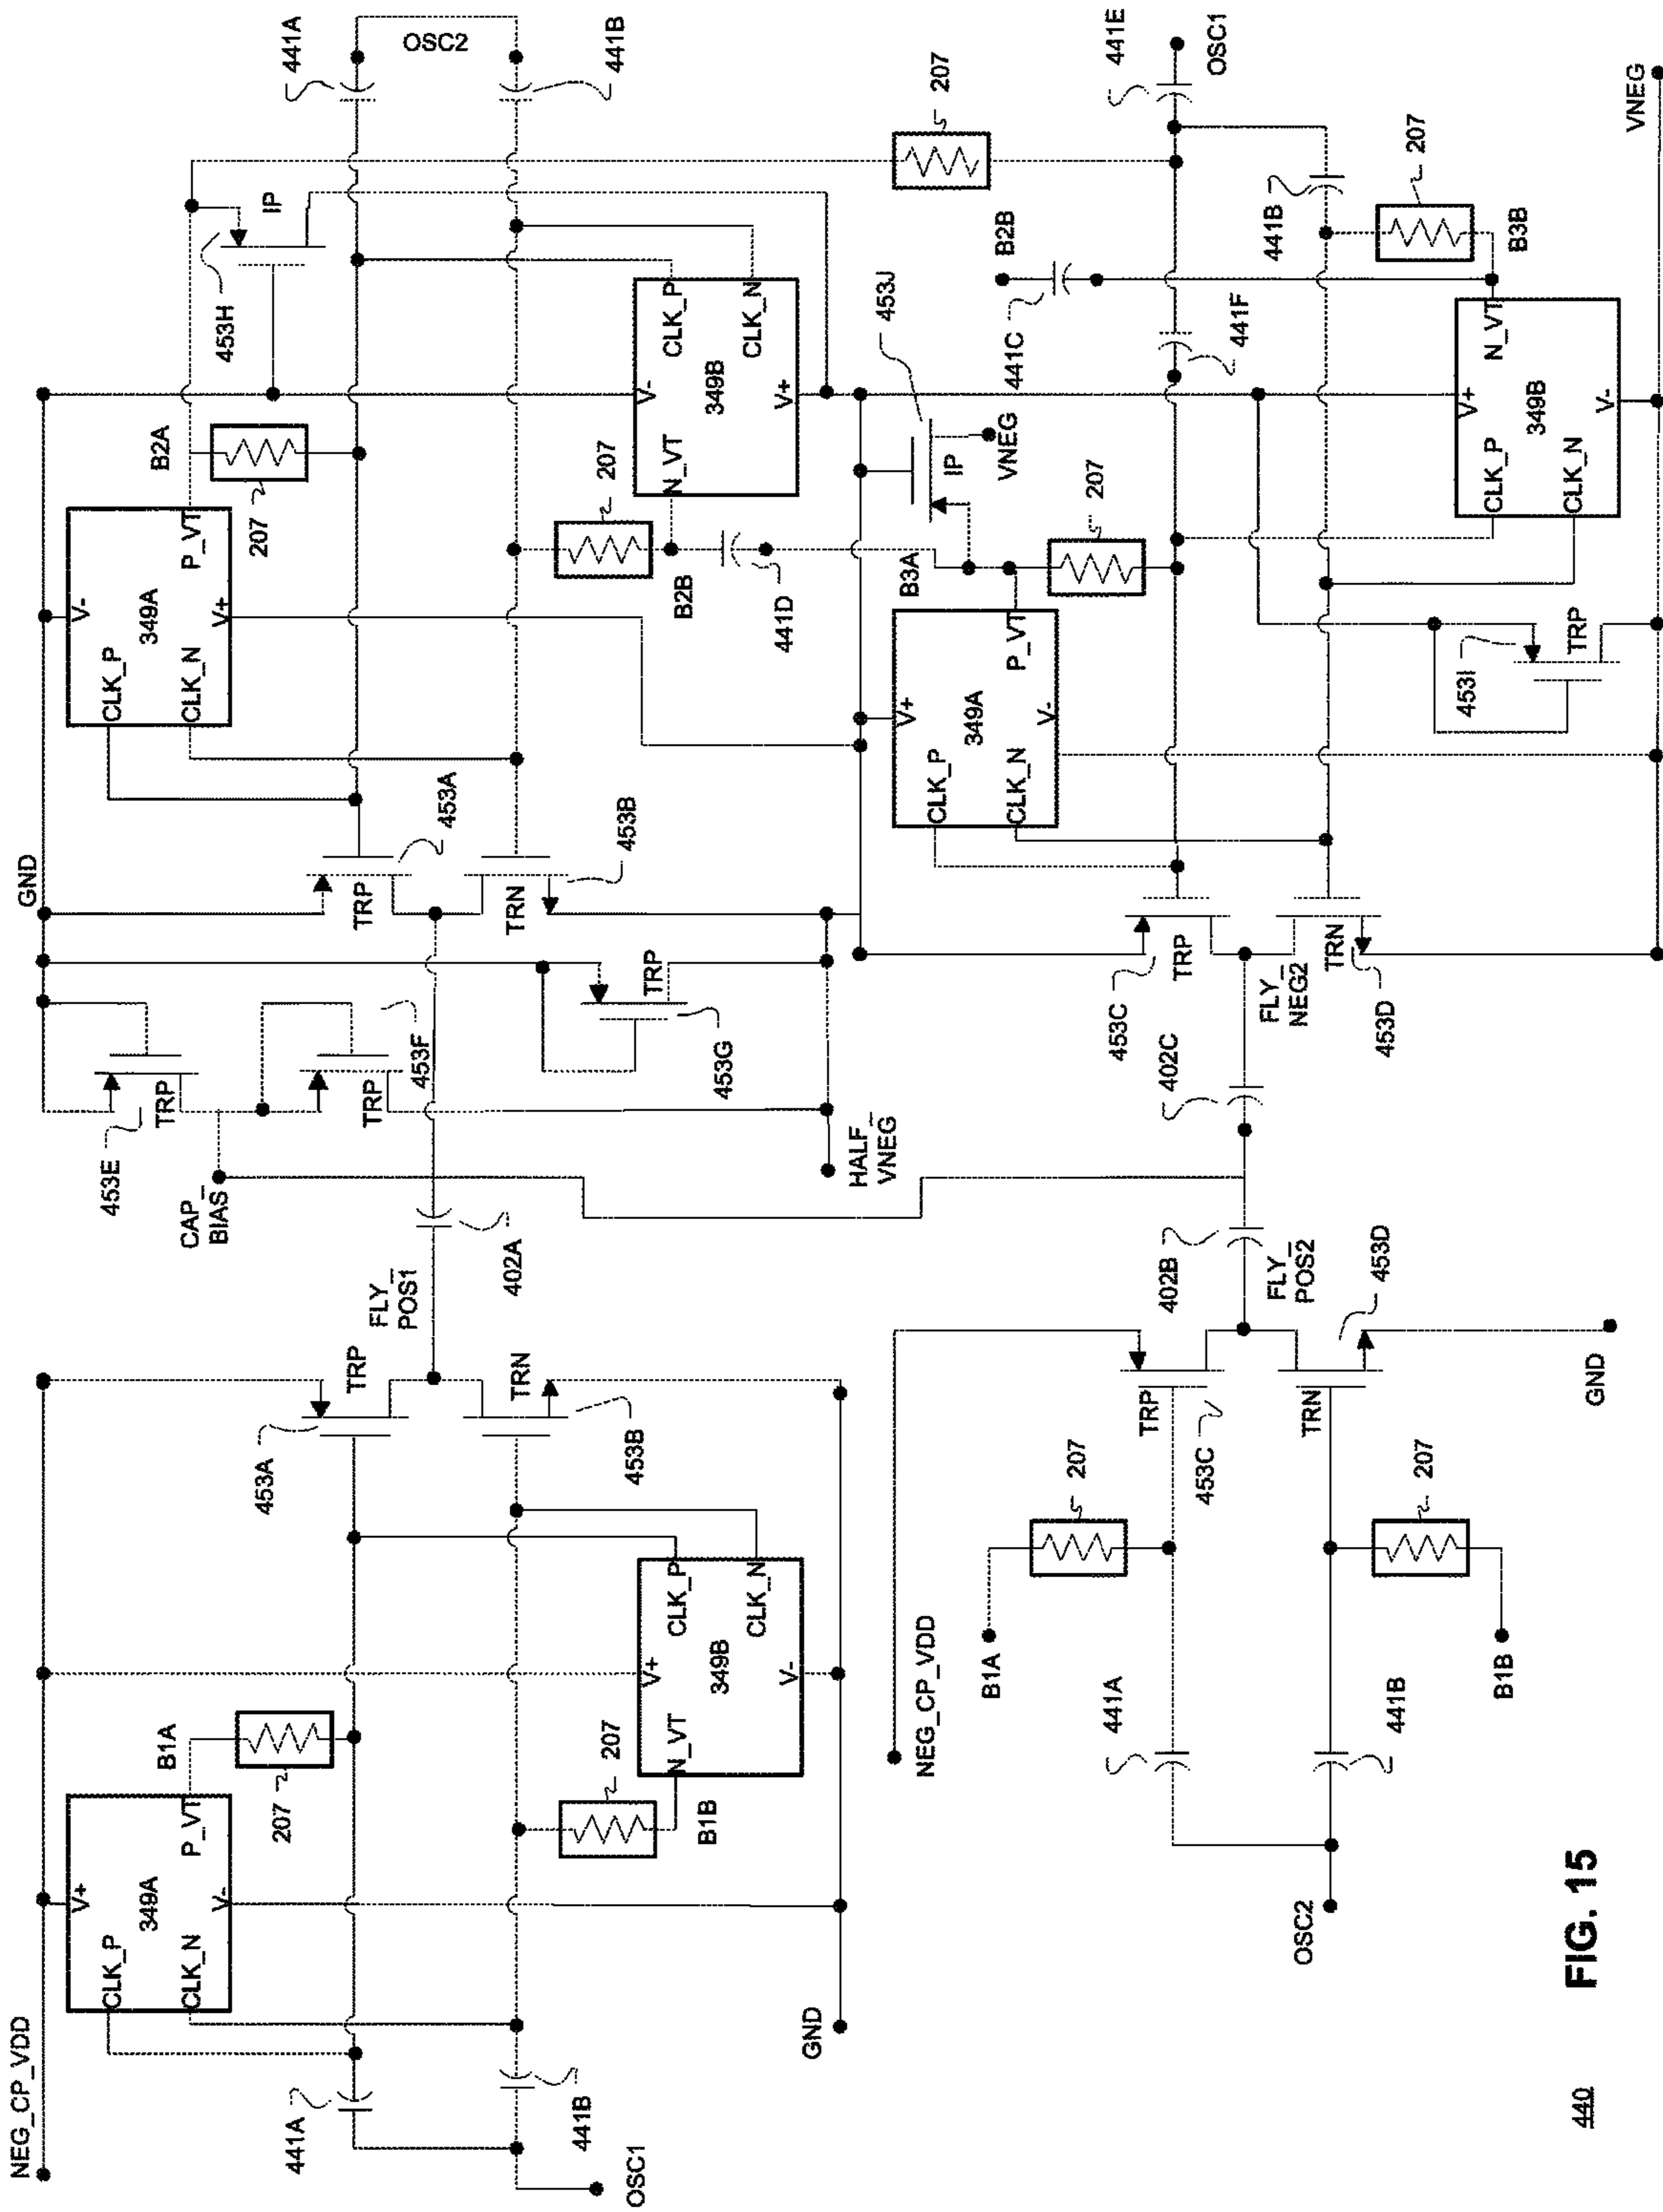 NEG_CP_VDD
441A
441B
OSC1
CLK_P
CLK_N
349A
V+
V-
P_VT
B1A
207
207
B1B
N_VT
349B
V+
V-
CLK_P
CLK_N
GND
453A
453B
TRP
TRN
FLY_
POS1
402A
CAP_
BIAS
453E
TRP
453F
TRP
453G
TRP
HALF_
VNEG
GND
TRP
TRN
453A
453B
CLK_P
CLK_N
349A
V-
V+
P_VT
B2A
207
207
B2B
441D
N_VT
349B
V-
V+
CLK_P
CLK_N
453H
IP
441A
OSC2
441B
NEG_CP_VDD
OSC2
441A
441B
B1A
B1B
207
207
TRP
TRN
453C
453D
GND
FLY_
POS2
402B
402C
FLY_
NEG2
453C
453D
TRP
TRN
CLK_P
CLK_N
349A
V+
V-
P_VT
B3A
207
453J
IP
VNEG
453I
TRP
CLK_P
CLK_N
349B
V+
V-
N_VT
441C
B2B
441F
441B
207
B3B
207
441E
OSC1
VNEG
440
FIG. 15